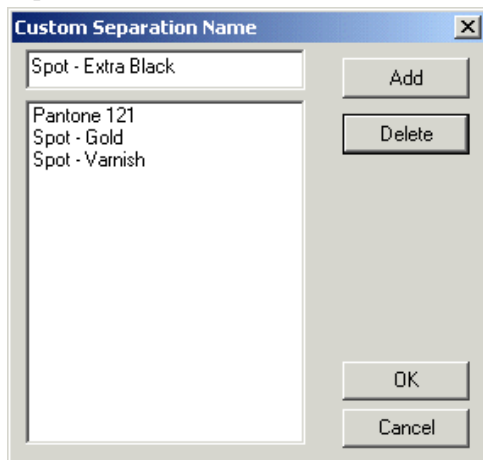 Custom Separation Name
Spot - Extra Black
Add
Pantone 121
Spot - Gold
Spot - Varnish
Delete
OK
Cancel